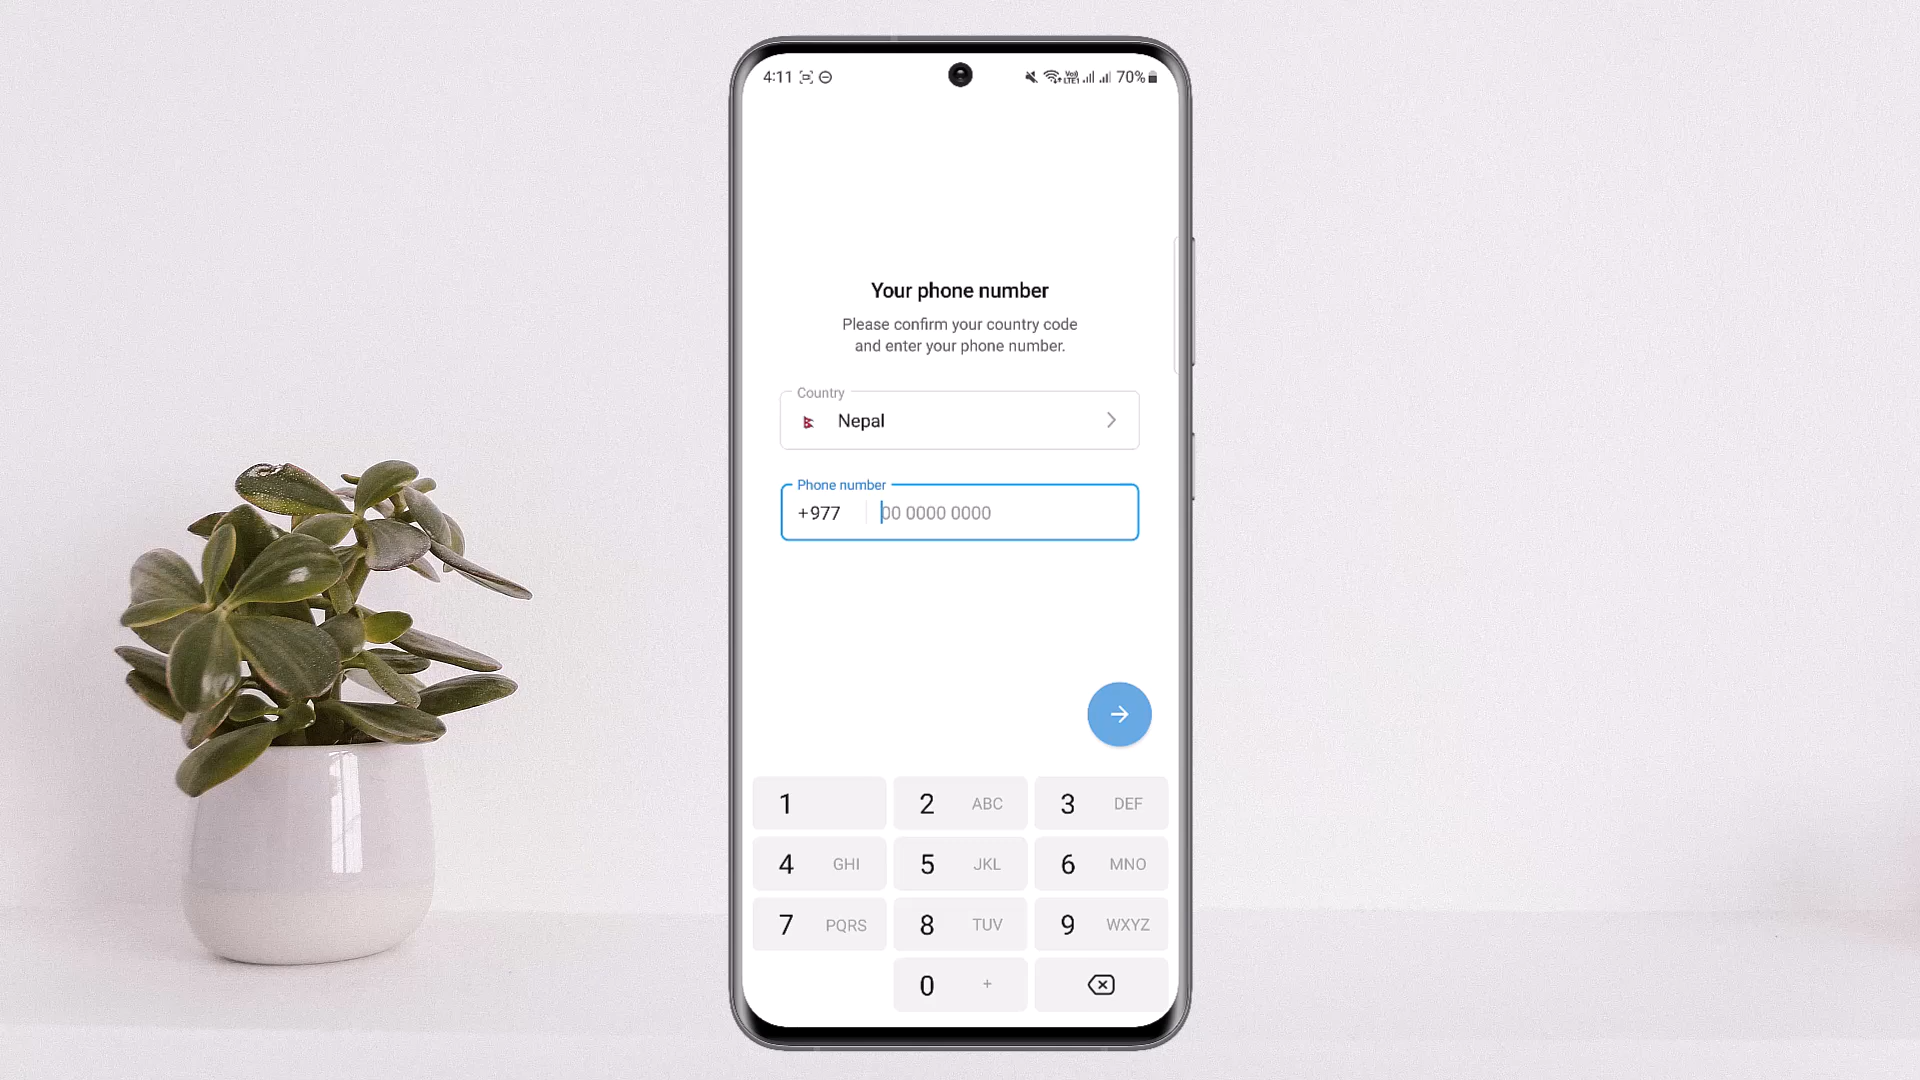 4:11
70%
Your phone number
Please confirm your country code
and enter your phone number.
Country
Nepal
Phone number
+977 00 0000 0000
1
2 ABC
3 DEF
4 GHI
5 JKL
6 MNO
7 PQRS
8 TUV
9 WXYZ
0 +